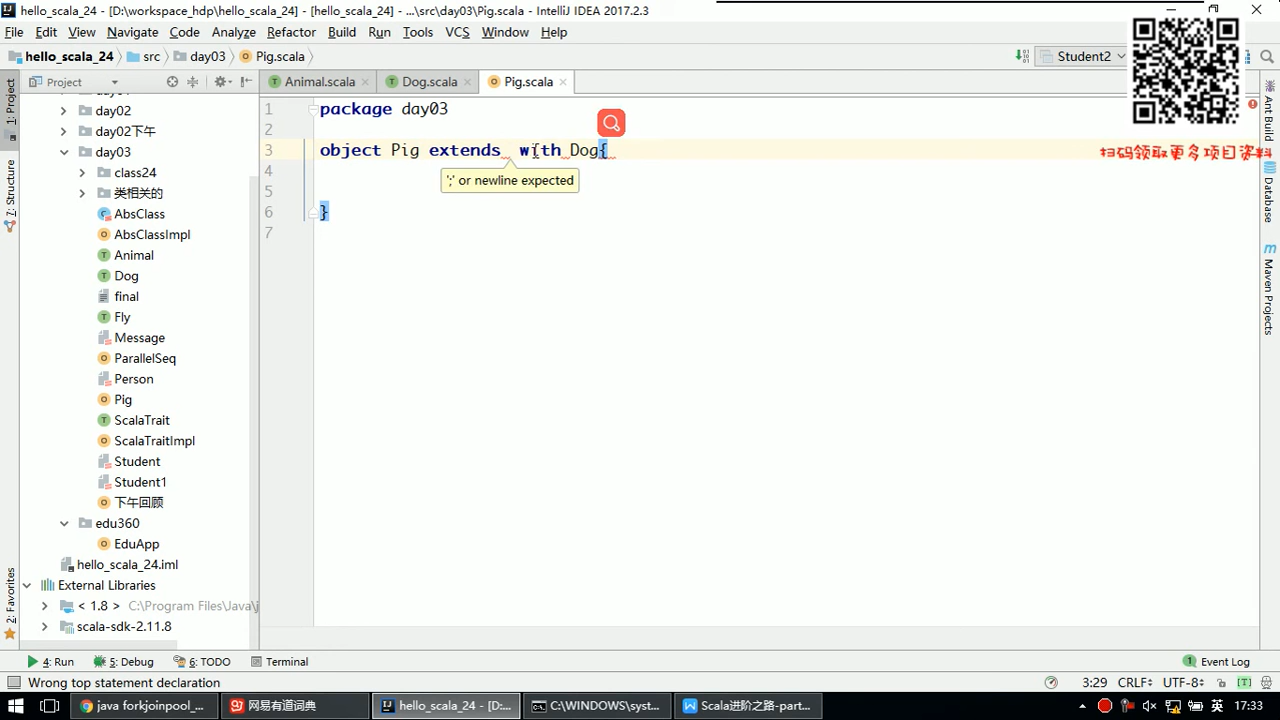 hello_scala_24 - [D:\workspace_hdp\hello_scala_24] - [hello_scala_24] - ...\src\day03\Pig.scala - IntelliJ IDEA 2017.2.3
File Edit View Navigate Code Analyze Refactor Build Run Tools VCS Window Help
hello_scala_24 src day03 Pig.scala
Student2
Project
Animal.scala Dog.scala Pig.scala
1: Project
7: Structure
2: Favorites
Ant Build
Database
Maven Projects
扫码领取更多项目资料
day02
day02下午
day03
class24
类相关的
AbsClass
AbsClassImpl
Animal
Dog
final
Fly
Message
ParallelSeq
Person
Pig
ScalaTrait
ScalaTraitImpl
Student
Student1
下午回顾
edu360
EduApp
hello_scala_24.iml
External Libraries
< 1.8 > C:\Program Files\Java\j
scala-sdk-2.11.8
1 package day03
2
3 object Pig extends with Dog{
';' or newline expected
4
5
6 }
7
4: Run 5: Debug 6: TODO Terminal
1 Event Log
Wrong top statement declaration
3:29 CRLF÷ UTF-8÷
java forkjoinpool_... 网易有道词典 hello_scala_24 - [D:... C:\WINDOWS\syst... Scala进阶之路-part...
英 17:33